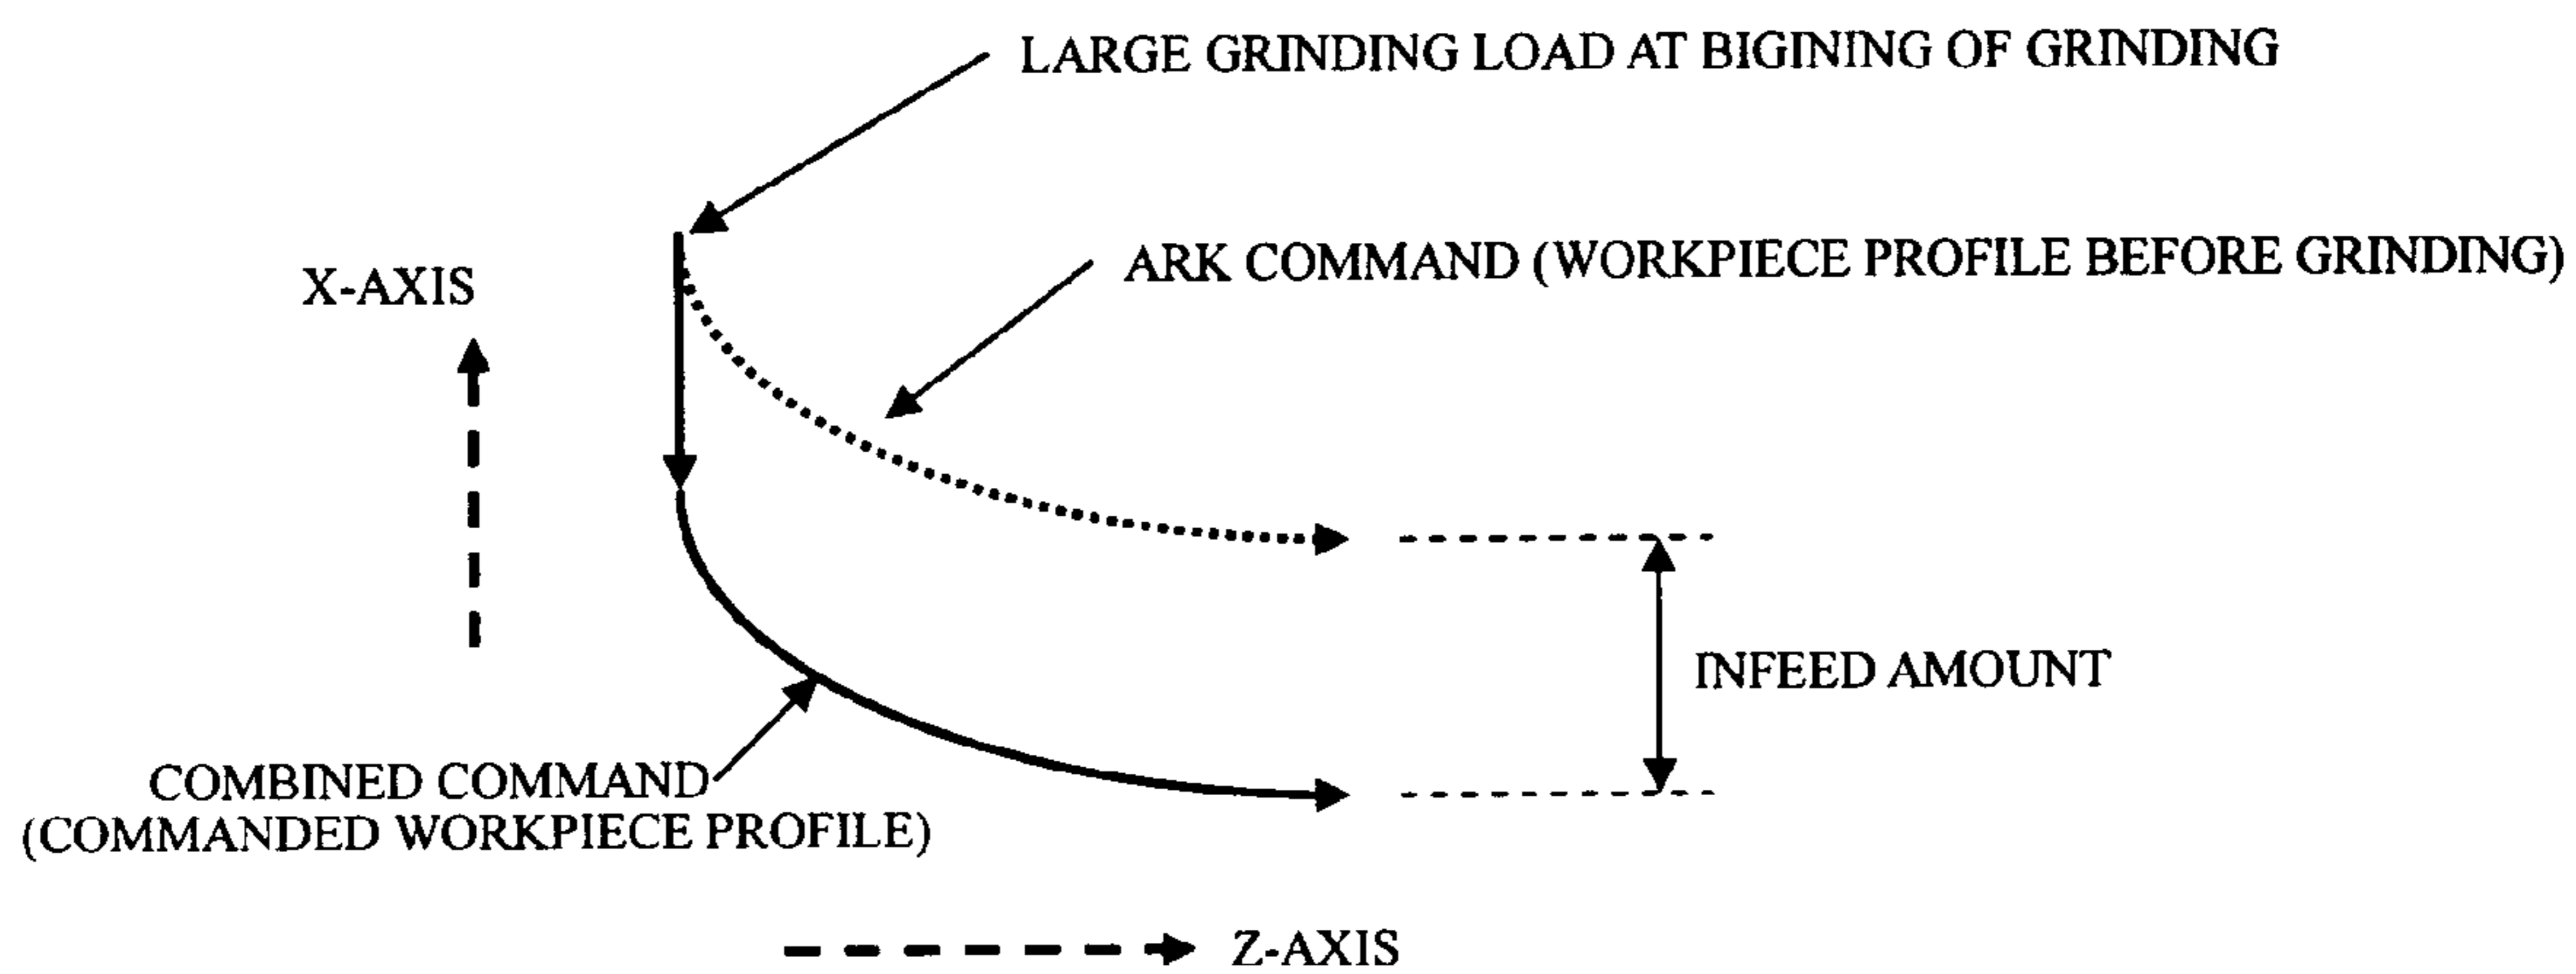 LARGE GRINDING LOAD AT BIGINING OF GRINDING
ARK COMMAND (WORKPIECE PROFILE BEFORE GRINDING)
X-AXIS
INFEED AMOUNT
COMBINED COMMAND
(COMMANDED WORKPIECE PROFILE)
Z-AXIS